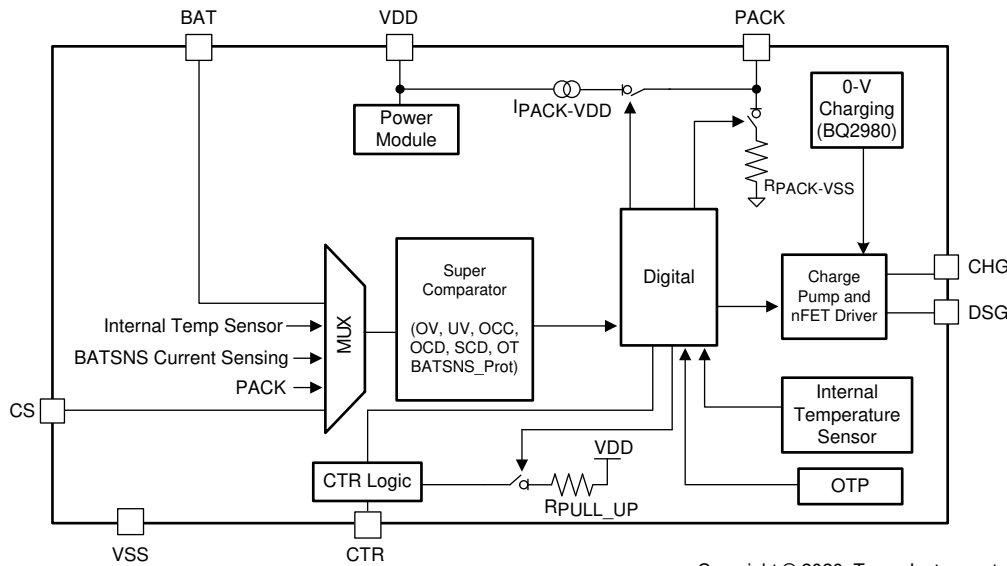 BAT
VDD
PACK
IPACK-VDD
Power
Module
0-V
Charging
(BQ2980)
RPACK-VSS
Super
Comparator
(OV, UV, OCC,
OCD, SCD, OT
BATSNS_Prot)
Digital
Charge
Pump and
nFET Driver
CHG
DSG
MUX
Internal Temp Sensor
BATSNS Current Sensing
PACK
CS
Internal
Temperature
Sensor
VDD
CTR Logic
RPULL_UP
OTP
VSS
CTR